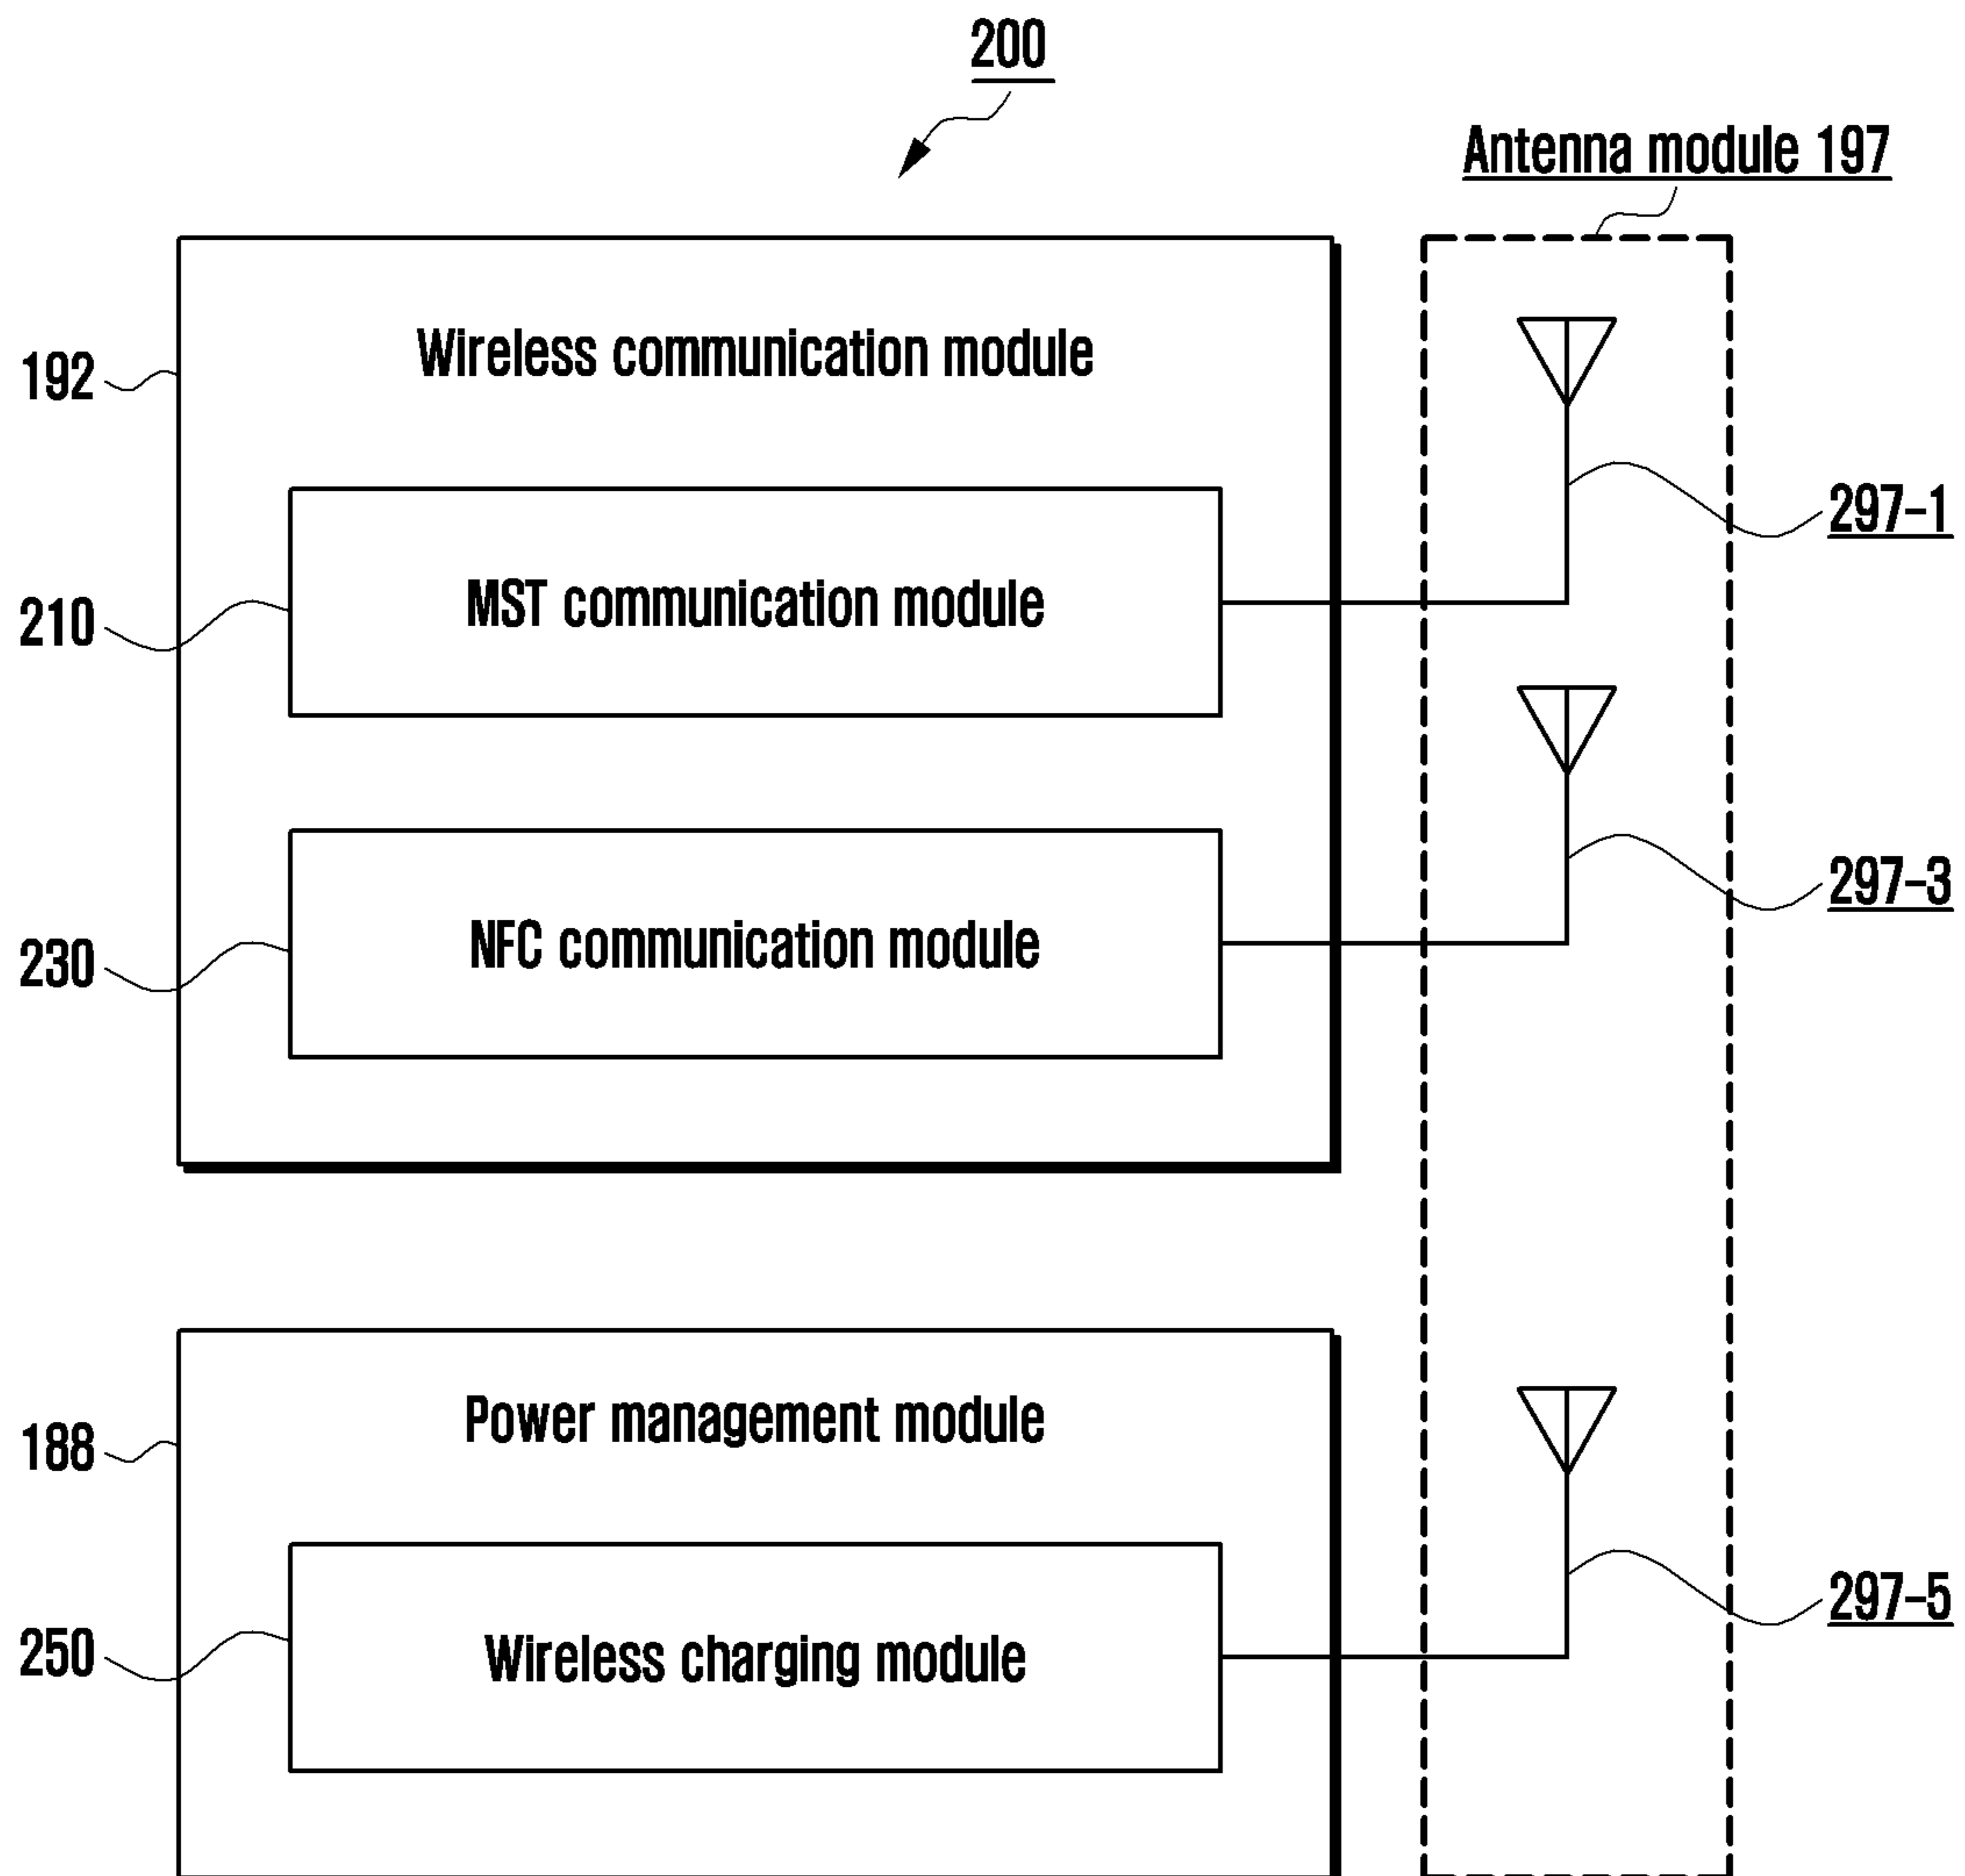 200
Antenna module 197
Wireless communication module
192
297-1
MST communication module
210
297-3
NFC communication module
230
Power management module
188
297-5
Wireless charging module
250